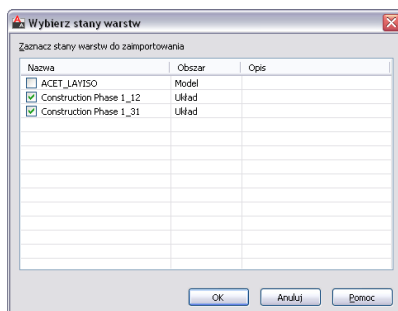 Wybierz stany warstw
Zaznacz stany warstw do zaimportowania
Nazwa Obszar Opis
ACET_LAYISO Model
Construction Phase 1_12 Układ
Construction Phase 1_31 Układ
OK Anuluj Pomoc